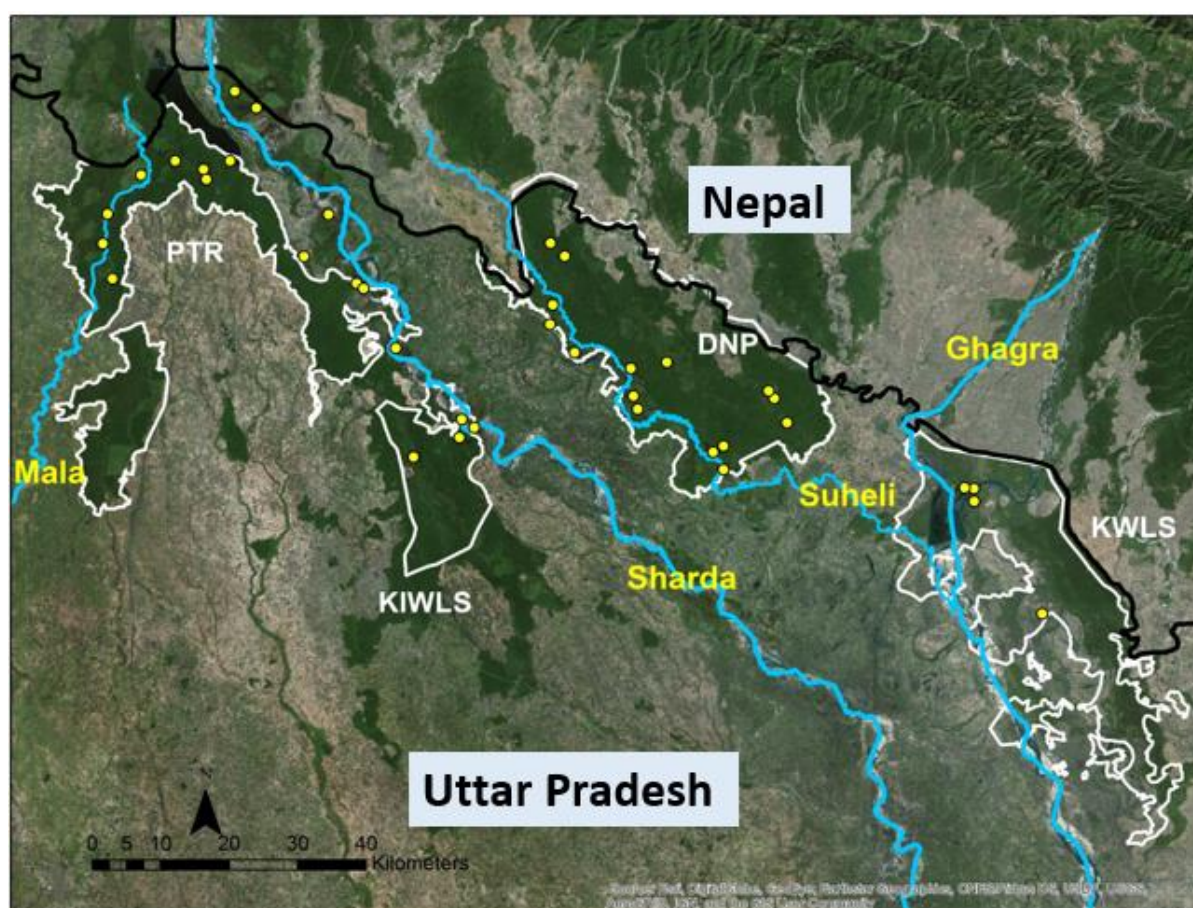 Nepal
PTR
DNP
Ghagra
Mala
Suheli
KWLS
Sharda
KIWLS
Uttar Pradesh
0 5 10 20 30 40
Kilometers